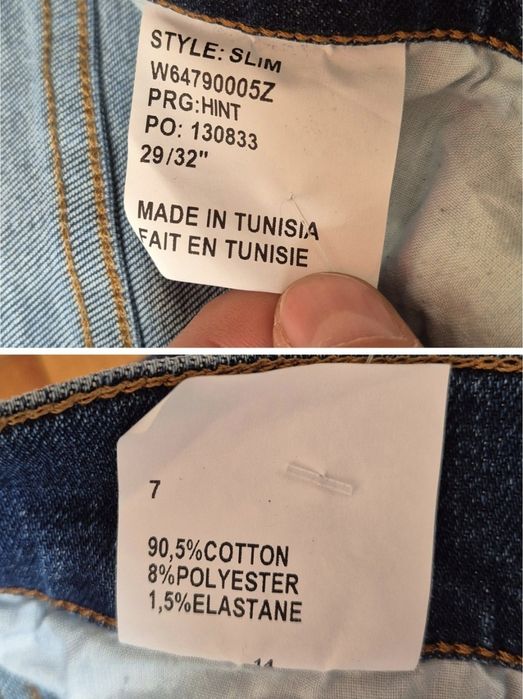 STYLE: SLIM
W64790005Z
PRG:HINT
PO: 130833
29/32"
MADE IN TUNISIA
FAIT EN TUNISIE
7
90,5%COTTON
8%POLYESTER
1,5%ELASTANE